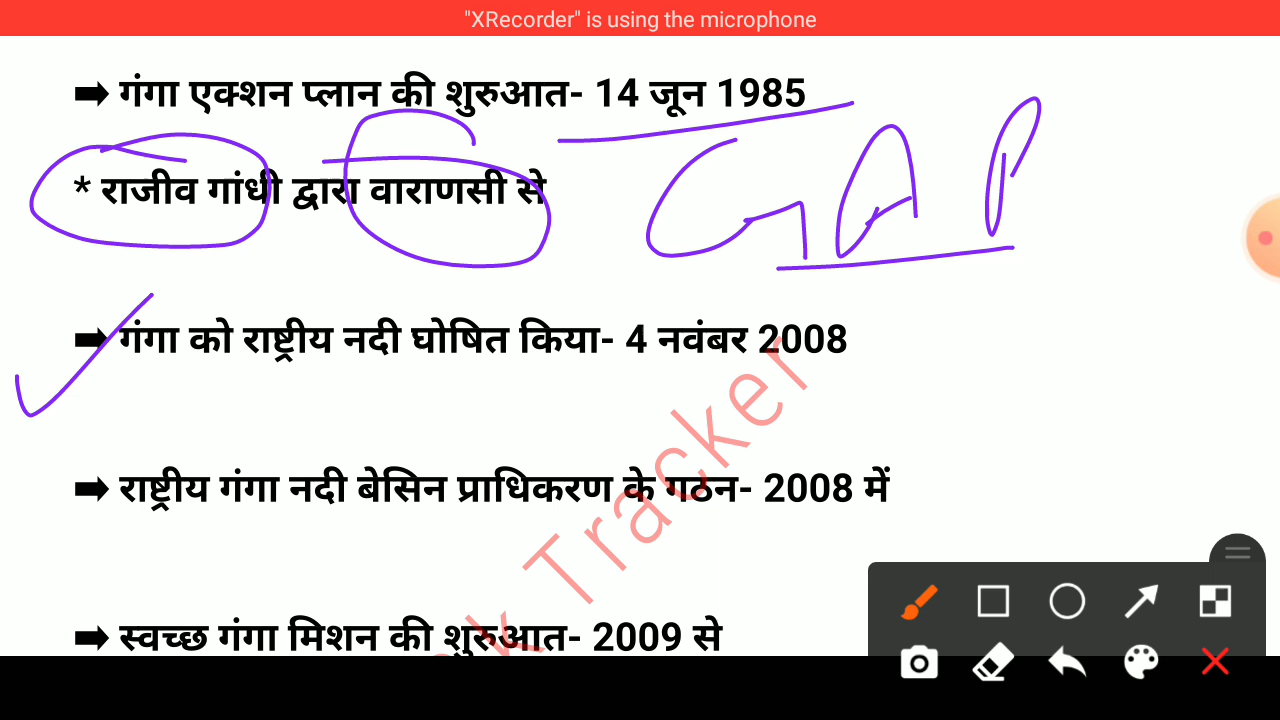 "XRecorder" is using the microphone
➡ गंगा एक्शन प्लान की शुरुआत- 14 जून 1985
* राजीव गांधी द्वारा वाराणसी से
GAP
➡ गंगा को राष्ट्रीय नदी घोषित किया- 4 नवंबर 2008
➡ राष्ट्रीय गंगा नदी बेसिन प्राधिकरण के गठन- 2008 में
➡ स्वच्छ गंगा मिशन की शुरुआत- 2009 से
Tracker